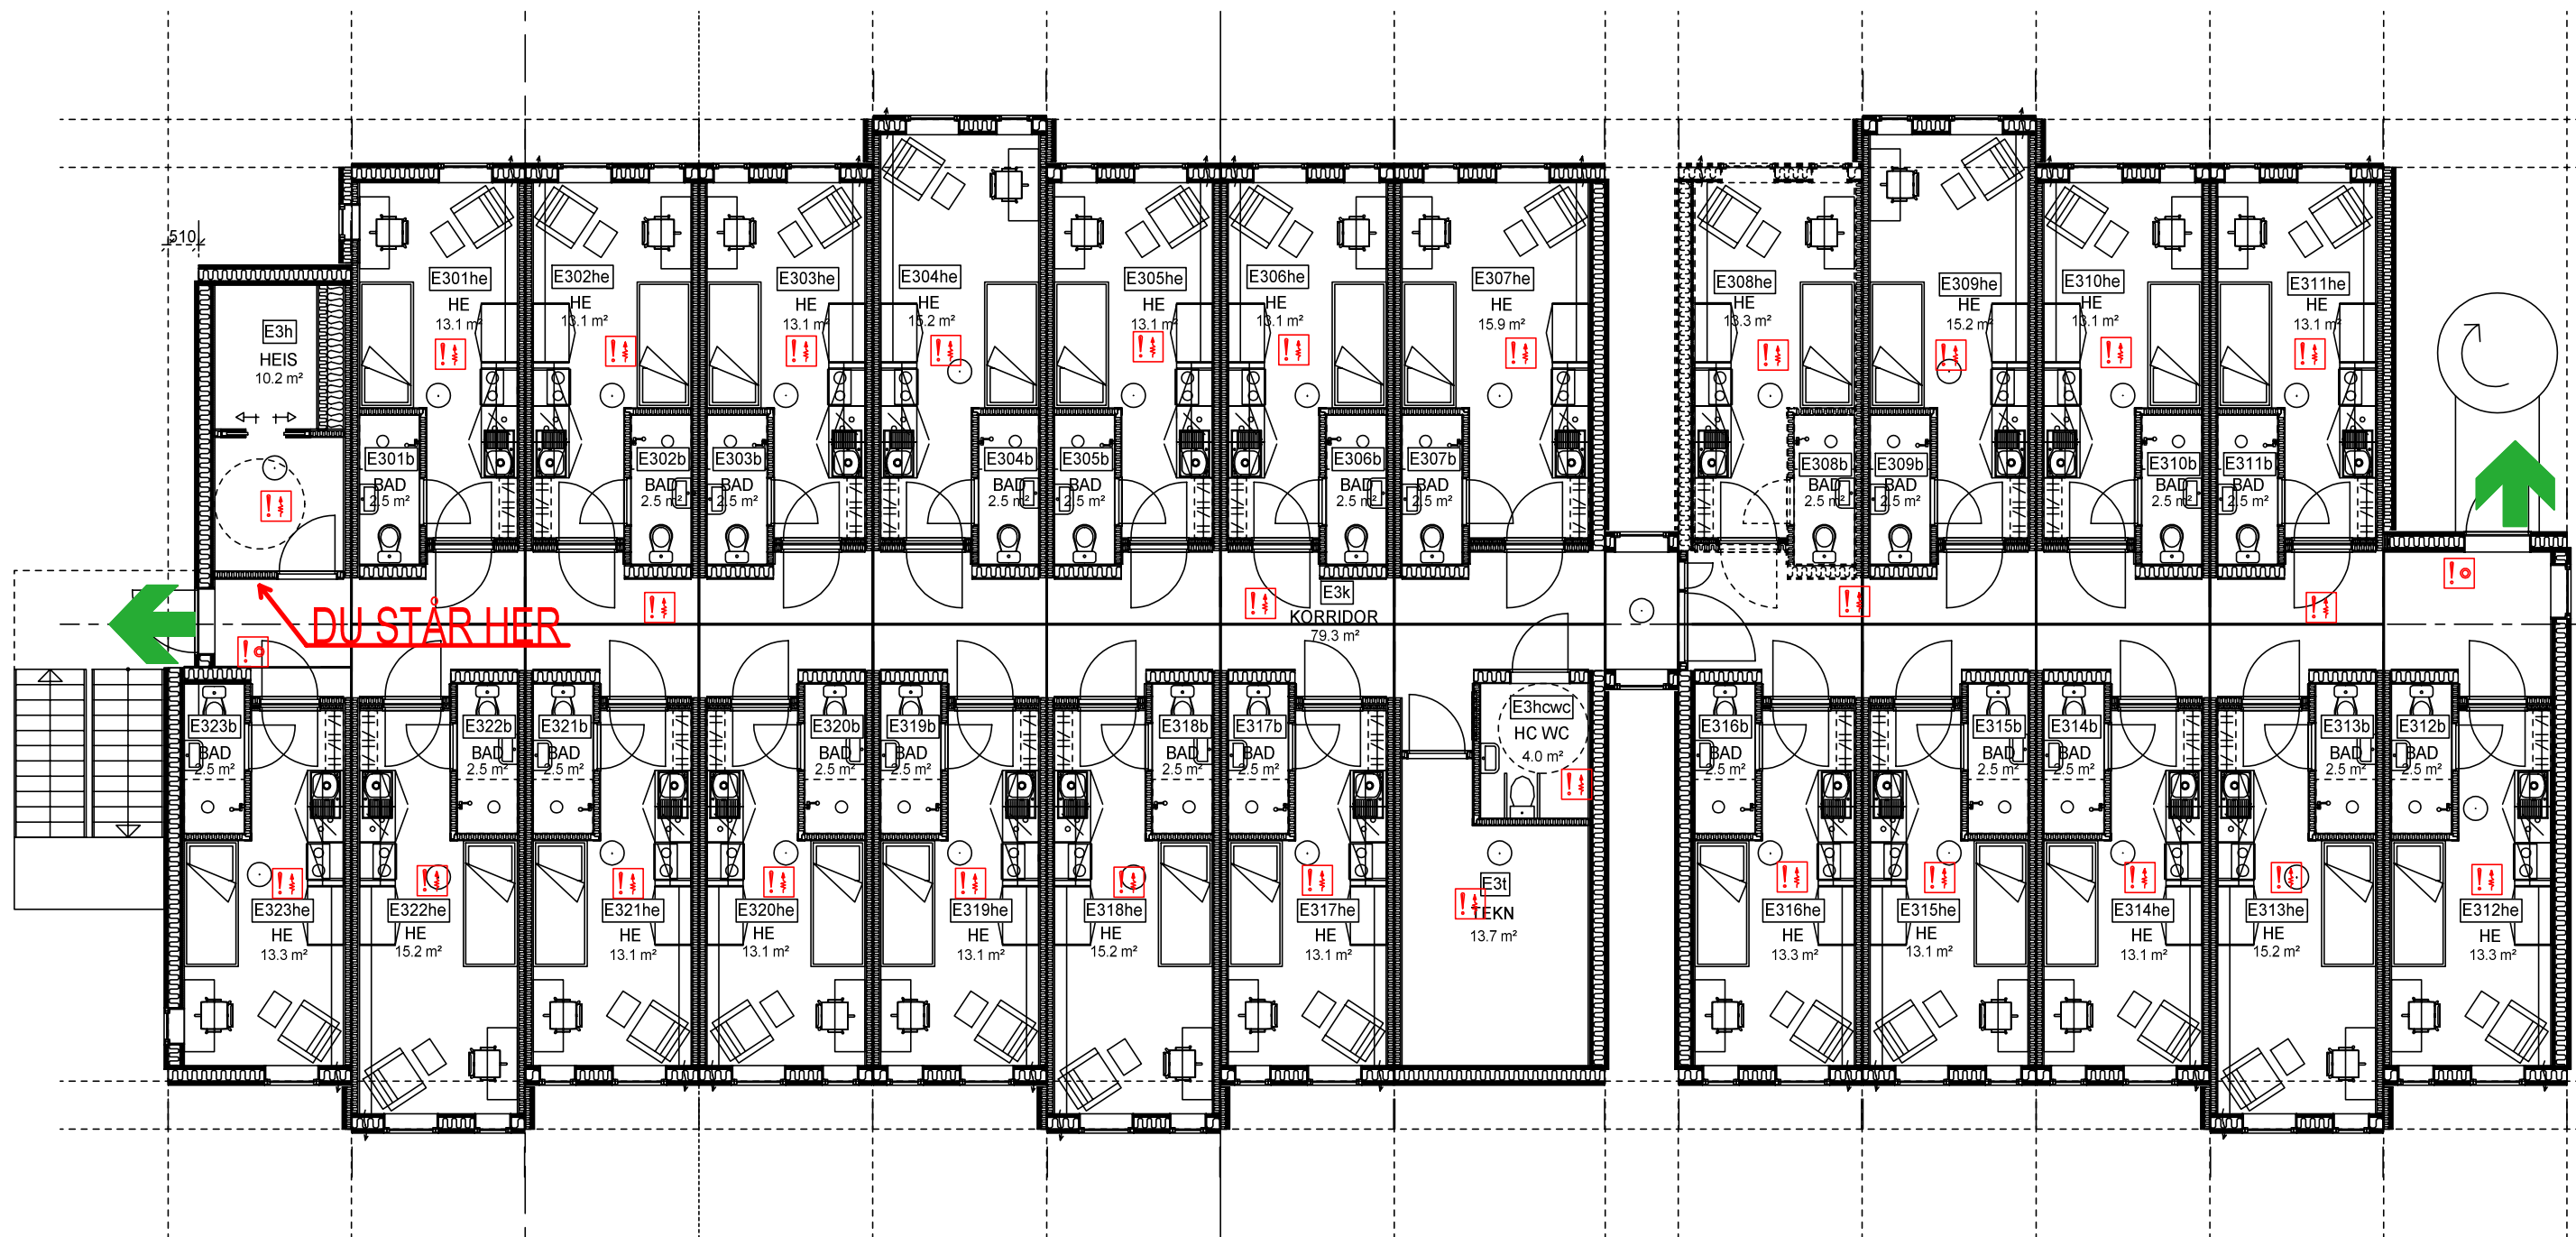 510
E301he
HE
13.1 m²
E302he
HE
13.1 m²
E303he
HE
13.1 m²
E304he
HE
15.2 m²
E305he
HE
13.1 m²
E306he
HE
13.1 m²
E307he
HE
15.9 m²
E308he
HE
13.3 m²
E309he
HE
15.2 m²
E310he
HE
13.1 m²
E311he
HE
13.1 m²
E3h
HEIS
10.2 m²
E301b
BAD
2.5 m²
E302b
BAD
2.5 m²
E303b
BAD
2.5 m²
E304b
BAD
2.5 m²
E305b
BAD
2.5 m²
E306b
BAD
2.5 m²
E307b
BAD
2.5 m²
E308b
BAD
2.5 m²
E309b
BAD
2.5 m²
E310b
BAD
2.5 m²
E311b
BAD
2.5 m²
DU STÅR HER
E3k
KORRIDOR
79.3 m²
E323b
BAD
2.5 m²
E322b
BAD
2.5 m²
E321b
BAD
2.5 m²
E320b
BAD
2.5 m²
E319b
BAD
2.5 m²
E318b
BAD
2.5 m²
E317b
BAD
2.5 m²
E3hcwc
HC WC
4.0 m²
E316b
BAD
2.5 m²
E315b
BAD
2.5 m²
E314b
BAD
2.5 m²
E313b
BAD
2.5 m²
E312b
BAD
2.5 m²
E323he
HE
13.3 m²
E322he
HE
15.2 m²
E321he
HE
13.1 m²
E320he
HE
13.1 m²
E319he
HE
13.1 m²
E318he
HE
15.2 m²
E317he
HE
13.1 m²
E3t
TEKN
13.7 m²
E316he
HE
13.3 m²
E315he
HE
13.1 m²
E314he
HE
13.1 m²
E313he
HE
15.2 m²
E312he
HE
13.3 m²